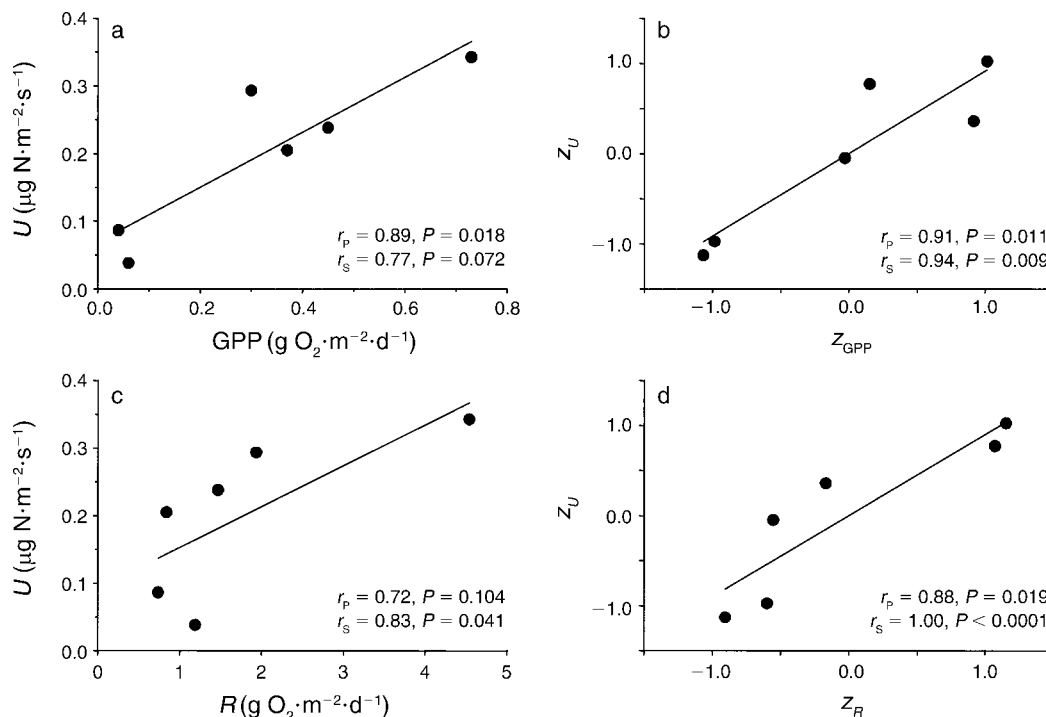 a
U (μg N·m⁻²·s⁻¹)
0.4
0.3
0.2
0.1
0.0
0.0 0.2 0.4 0.6 0.8
GPP (g O₂·m⁻²·d⁻¹)
r_P = 0.89, P = 0.018
r_S = 0.77, P = 0.072
b
z_U
1.0
0.0
−1.0
−1.0 0.0 1.0
z_GPP
r_P = 0.91, P = 0.011
r_S = 0.94, P = 0.009
c
U (μg N·m⁻²·s⁻¹)
0.4
0.3
0.2
0.1
0.0
0 1 2 3 4 5
R (g O₂·m⁻²·d⁻¹)
r_P = 0.72, P = 0.104
r_S = 0.83, P = 0.041
d
z_U
1.0
0.0
−1.0
−1.0 0.0 1.0
z_R
r_P = 0.88, P = 0.019
r_S = 1.00, P < 0.0001